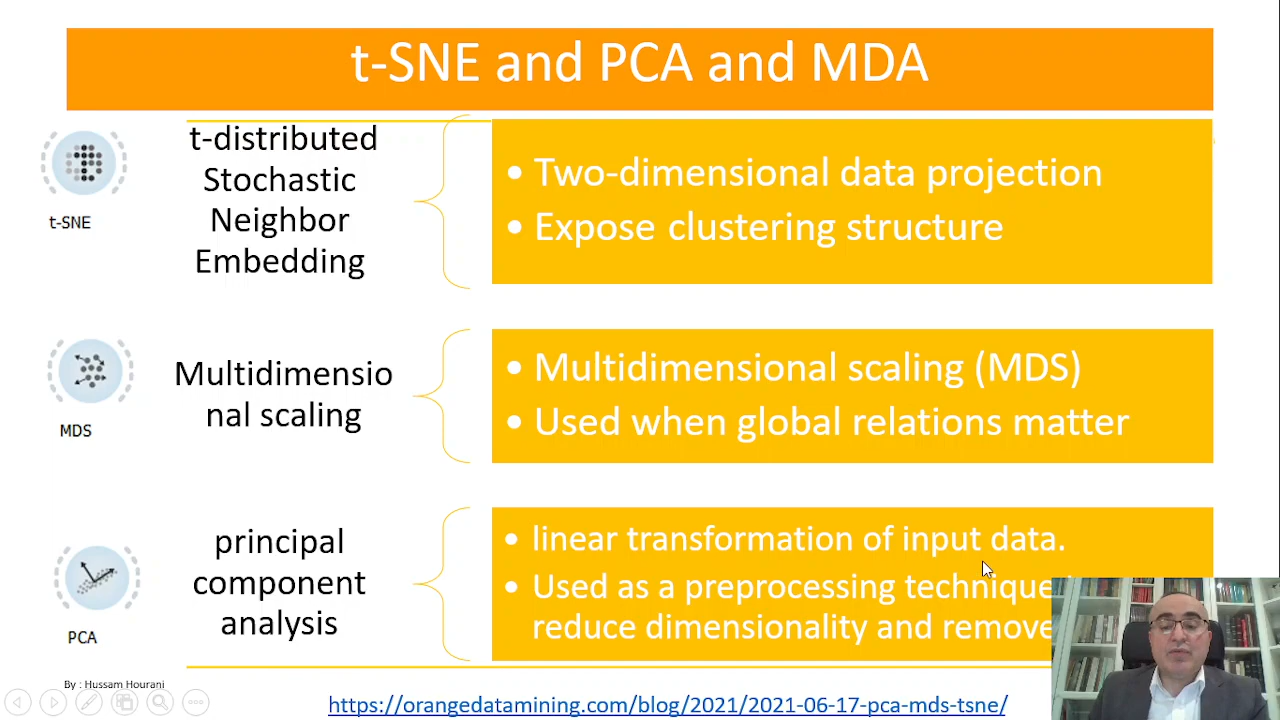 t-SNE and PCA and MDA
t-SNE
t-distributed
Stochastic
Neighbor
Embedding
• Two-dimensional data projection
• Expose clustering structure
MDS
Multidimensio
nal scaling
• Multidimensional scaling (MDS)
• Used when global relations matter
PCA
principal
component
analysis
• linear transformation of input data.
• Used as a preprocessing technique
reduce dimensionality and remove
By : Hussam Hourani
https://orangedatamining.com/blog/2021/2021-06-17-pca-mds-tsne/